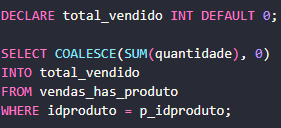 DECLARE total_vendido INT DEFAULT 0;
SELECT COALESCE(SUM(quantidade), 0)
INTO total_vendido
FROM vendas_has_produto
WHERE idproduto = p_idproduto;